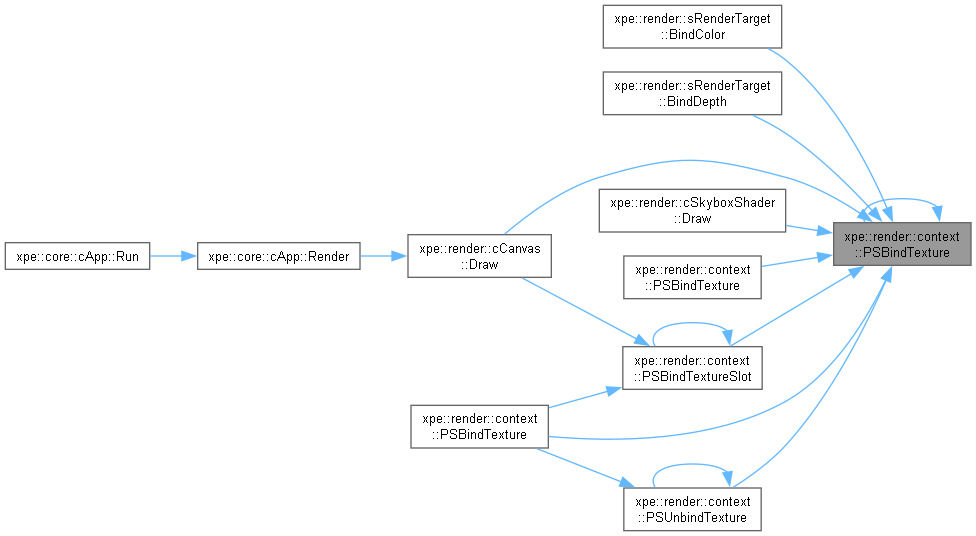 xpe::render::sRenderTarget
::BindColor
xpe::render::sRenderTarget
::BindDepth
xpe::render::cSkyboxShader
::Draw
xpe::render::context
::PSBindTexture
xpe::core::cApp::Run
xpe::core::cApp::Render
xpe::render::cCanvas
::Draw
xpe::render::context
::PSBindTexture
xpe::render::context
::PSBindTextureSlot
xpe::render::context
::PSBindTexture
xpe::render::context
::PSUnbindTexture